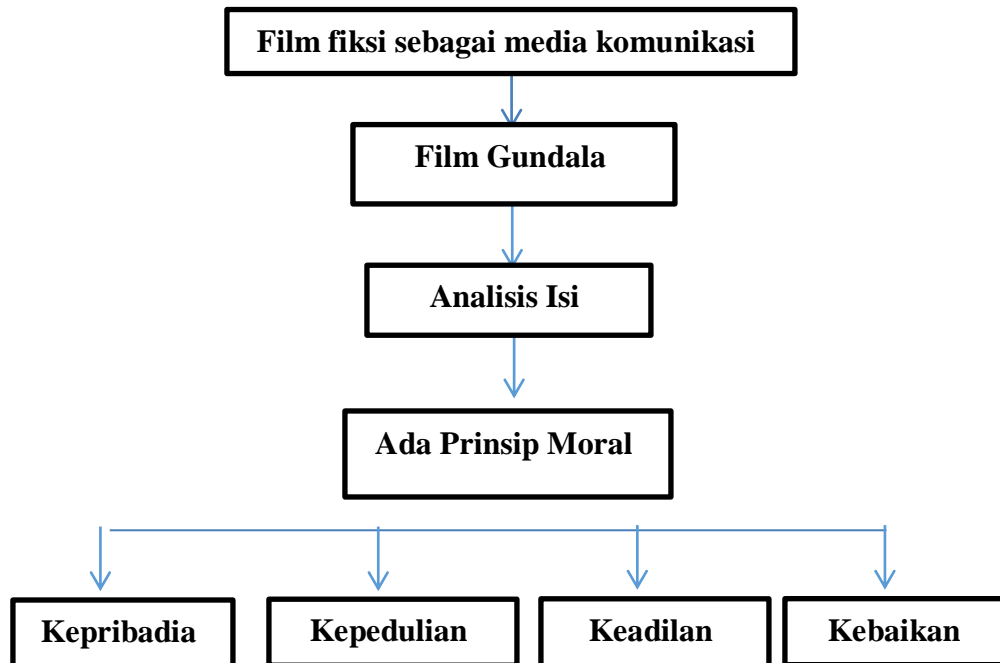 Film fiksi sebagai media komunikasi
Film Gundala
Analisis Isi
Ada Prinsip Moral
Kepribadia
Kepedulian
Keadilan
Kebaikan